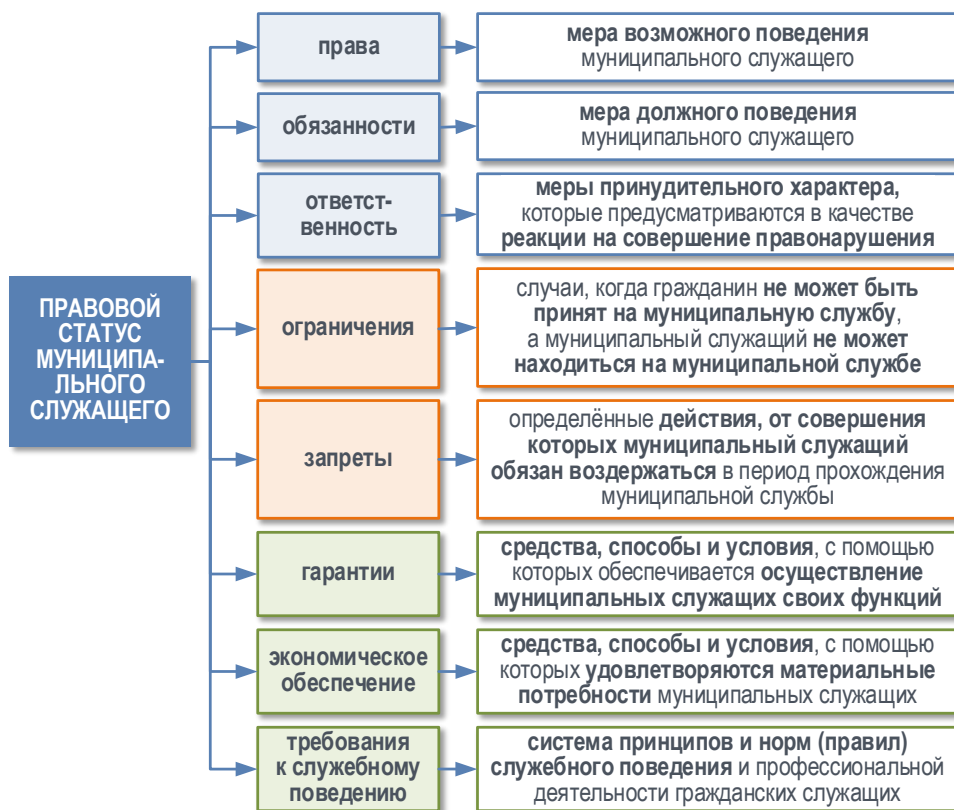 ПРАВОВОЙ
СТАТУС
МУНИЦИПА-
ЛЬНОГО
СЛУЖАЩЕГО
права
мера возможного поведения
муниципального служащего
обязанности
мера должного поведения
муниципального служащего
ответст-
венность
меры принудительного характера,
которые предусматриваются в качестве
реакции на совершение правонарушения
ограничения
случаи, когда гражданин не может быть
принят на муниципальную службу,
а муниципальный служащий не может
находиться на муниципальной службе
запреты
определённые действия, от совершения
которых муниципальный служащий
обязан воздержаться в период прохождения
муниципальной службы
гарантии
средства, способы и условия, с помощью
которых обеспечивается осуществление
муниципальных служащих своих функций
экономическое
обеспечение
средства, способы и условия, с помощью
которых удовлетворяются материальные
потребности муниципальных служащих
требования
к служебному
поведению
система принципов и норм (правил)
служебного поведения и профессиональной
деятельности гражданских служащих